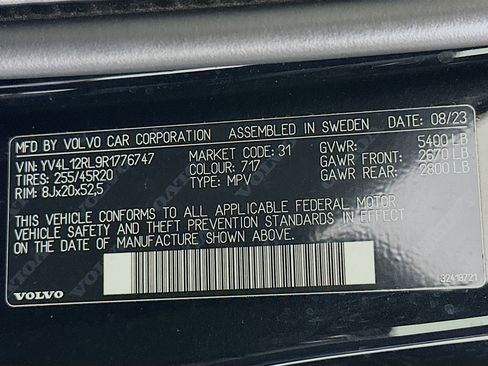 MFD BY VOLVO CAR CORPORATION ASSEMBLED IN SWEDEN DATE: 08/23
VIN: YV4L12RL9R1776747 MARKET CODE: 31 GVWR: 5400 LB
TIRES: 255/45R20 COLOUR: 717 GAWR FRONT: 2670 LB
RIM: 8Jx20x52,5 TYPE: MPV GAWR REAR: 2800 LB
THIS VEHICLE CONFORMS TO ALL APPLICABLE FEDERAL MOTOR
VEHICLE SAFETY AND THEFT PREVENTION STANDARDS IN EFFECT
ON THE DATE OF MANUFACTURE SHOWN ABOVE.
VOLVO 32419721